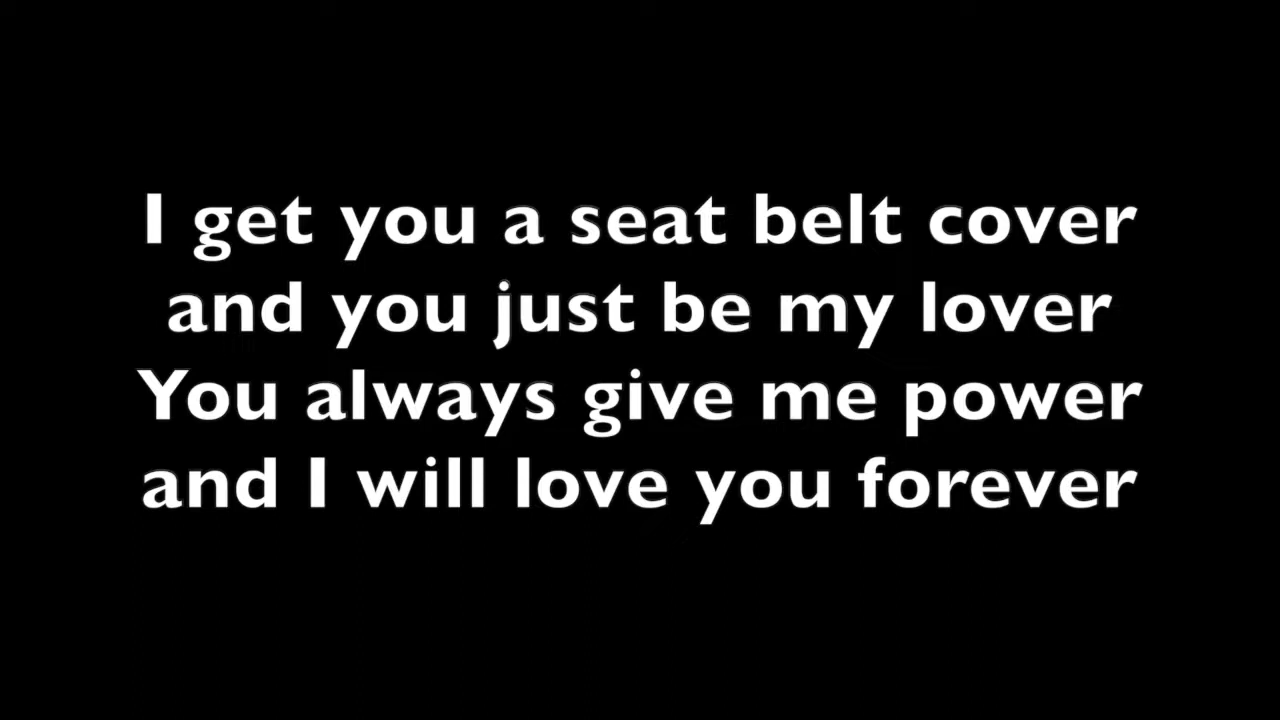 I get you a seat belt cover
and you just be my lover
You always give me power
and I will love you forever